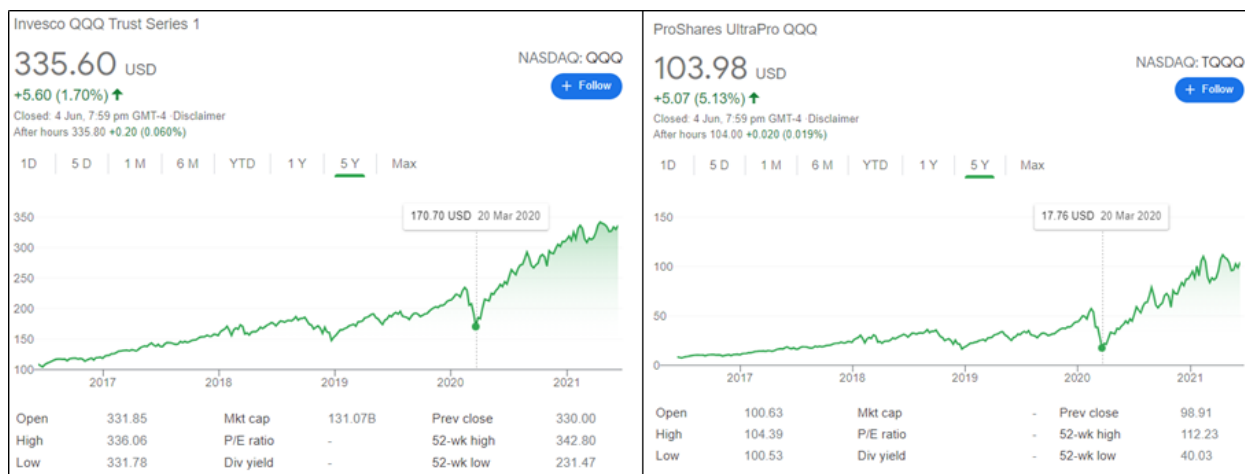 Invesco QQQ Trust Series 1
335.60 USD
NASDAQ: QQQ
+ Follow
+5.60 (1.70%) ↑
Closed: 4 Jun, 7:59 pm GMT-4 ·Disclaimer
After hours 335.80 +0.20 (0.060%)
1D 5 D 1 M 6 M YTD 1 Y 5 Y Max
170.70 USD 20 Mar 2020
350
300
250
200
150
100
2017 2018 2019 2020 2021
Open 331.85 Mkt cap 131.07B Prev close 330.00
High 336.06 P/E ratio - 52-wk high 342.80
Low 331.78 Div yield - 52-wk low 231.47
ProShares UltraPro QQQ
103.98 USD
NASDAQ: TQQQ
+ Follow
+5.07 (5.13%) ↑
Closed: 4 Jun, 7:59 pm GMT-4 ·Disclaimer
After hours 104.00 +0.020 (0.019%)
1D 5 D 1 M 6 M YTD 1 Y 5 Y Max
17.76 USD 20 Mar 2020
150
100
50
0
2017 2018 2019 2020 2021
Open 100.63 Mkt cap - Prev close 98.91
High 104.39 P/E ratio - 52-wk high 112.23
Low 100.53 Div yield - 52-wk low 40.03